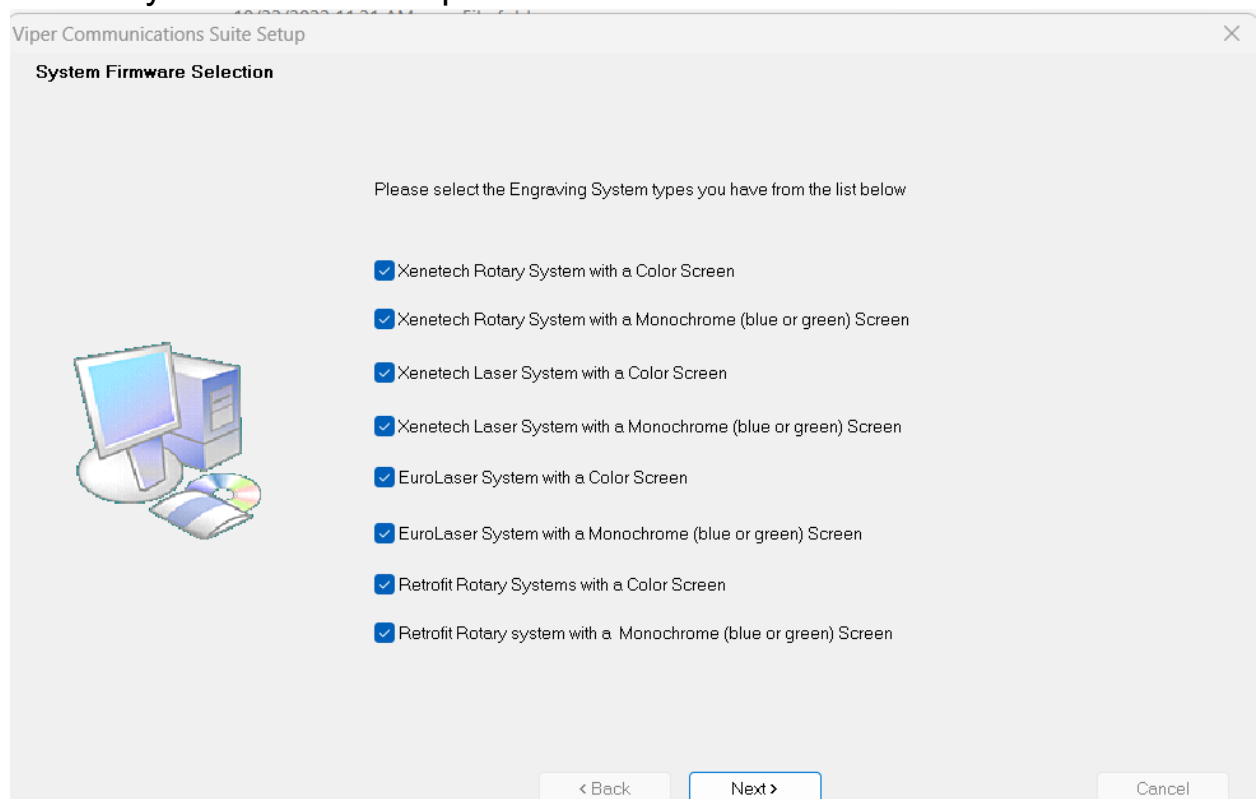 Viper Communications Suite Setup
System Firmware Selection
Please select the Engraving System types you have from the list below
Xenetech Rotary System with a Color Screen
Xenetech Rotary System with a Monochrome (blue or green) Screen
Xenetech Laser System with a Color Screen
Xenetech Laser System with a Monochrome (blue or green) Screen
EuroLaser System with a Color Screen
EuroLaser System with a Monochrome (blue or green) Screen
Retrofit Rotary Systems with a Color Screen
Retrofit Rotary system with a Monochrome (blue or green) Screen
< Back Next > Cancel